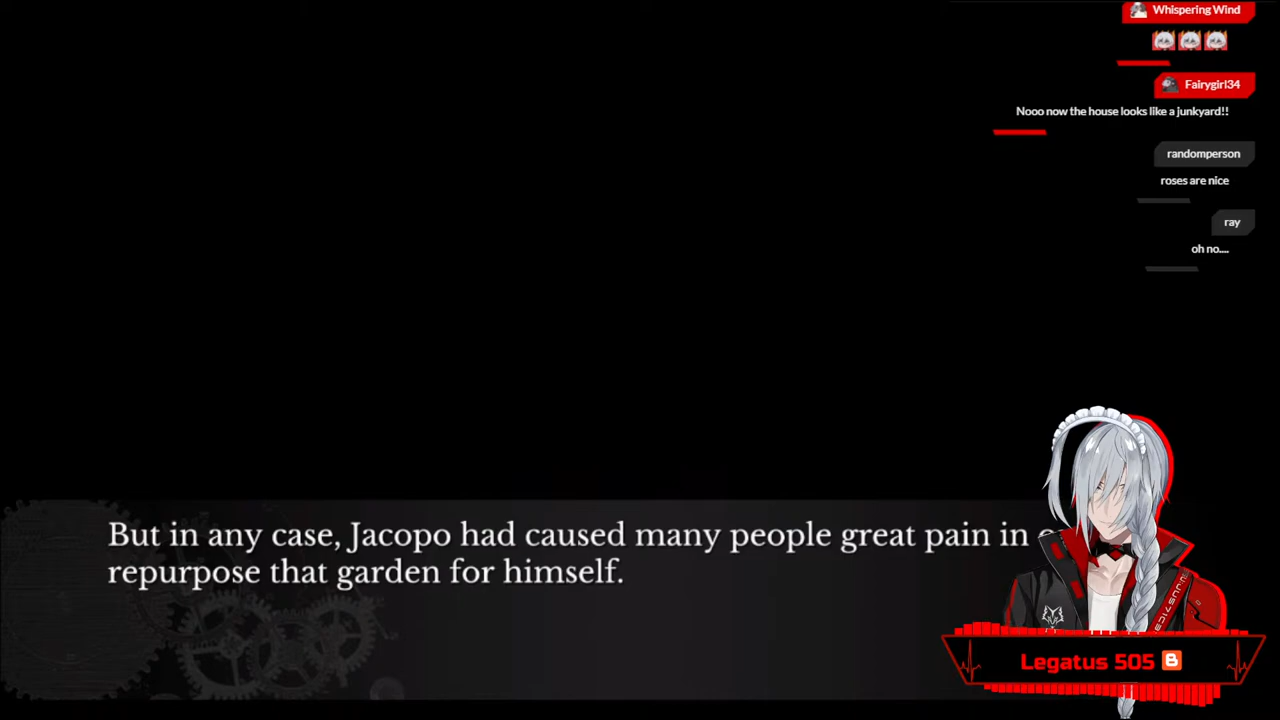 Whispering Wind
Fairygirl34
Nooo now the house looks like a junkyard!!
randomperson
roses are nice
ray
oh no....
But in any case, Jacopo had caused many people great pain in
repurpose that garden for himself.
Legatus 505